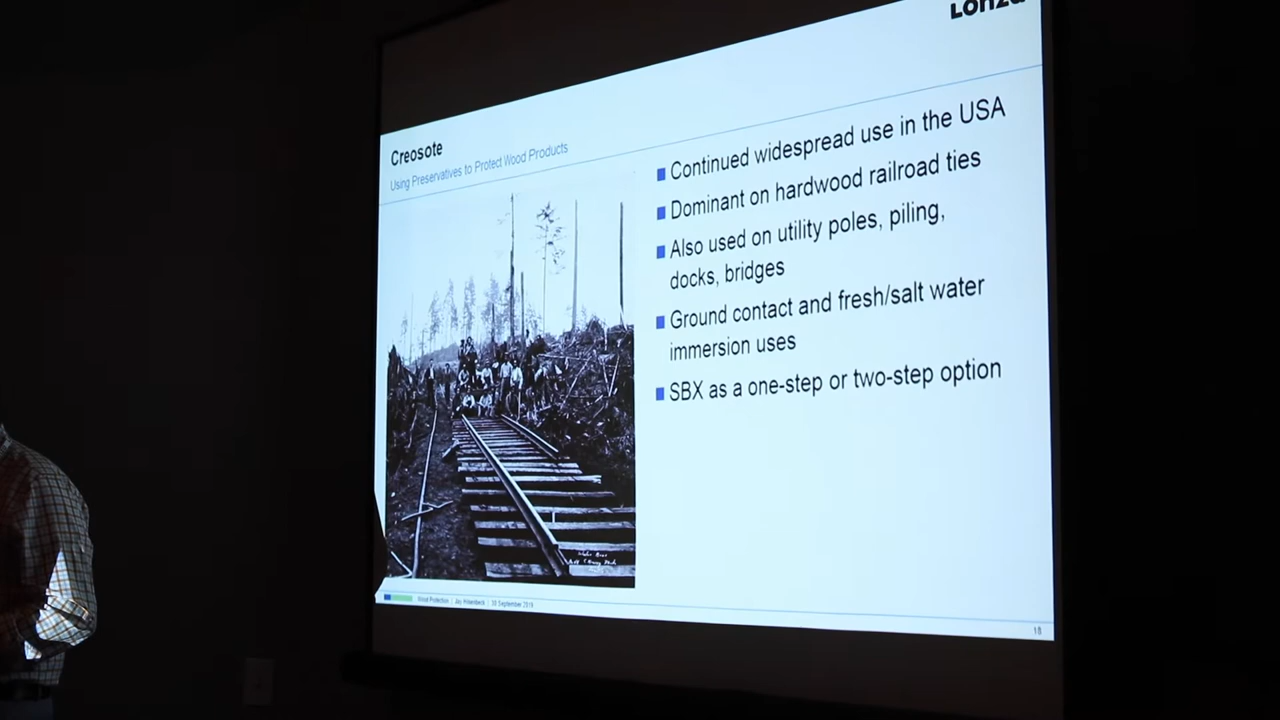 Lonza
Creosote
Using Preservatives to Protect Wood Products
Continued widespread use in the USA
Dominant on hardwood railroad ties
Also used on utility poles, piling,
docks, bridges
Ground contact and fresh/salt water
immersion uses
SBX as a one-step or two-step option
Wood Protection | Jay Hilsenbeck | 30 September 2019
18